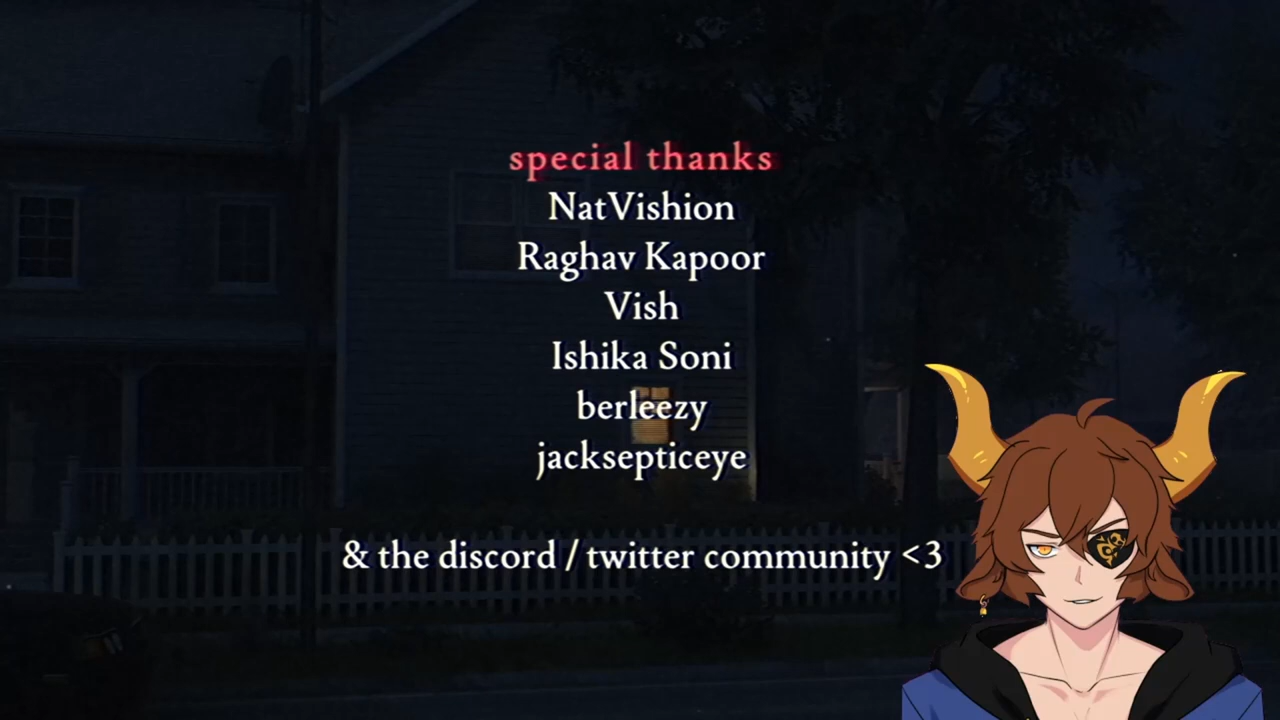 special thanks
NatVishion
Raghav Kapoor
Vish
Ishika Soni
berleezy
jacksepticeye
& the discord / twitter community <3